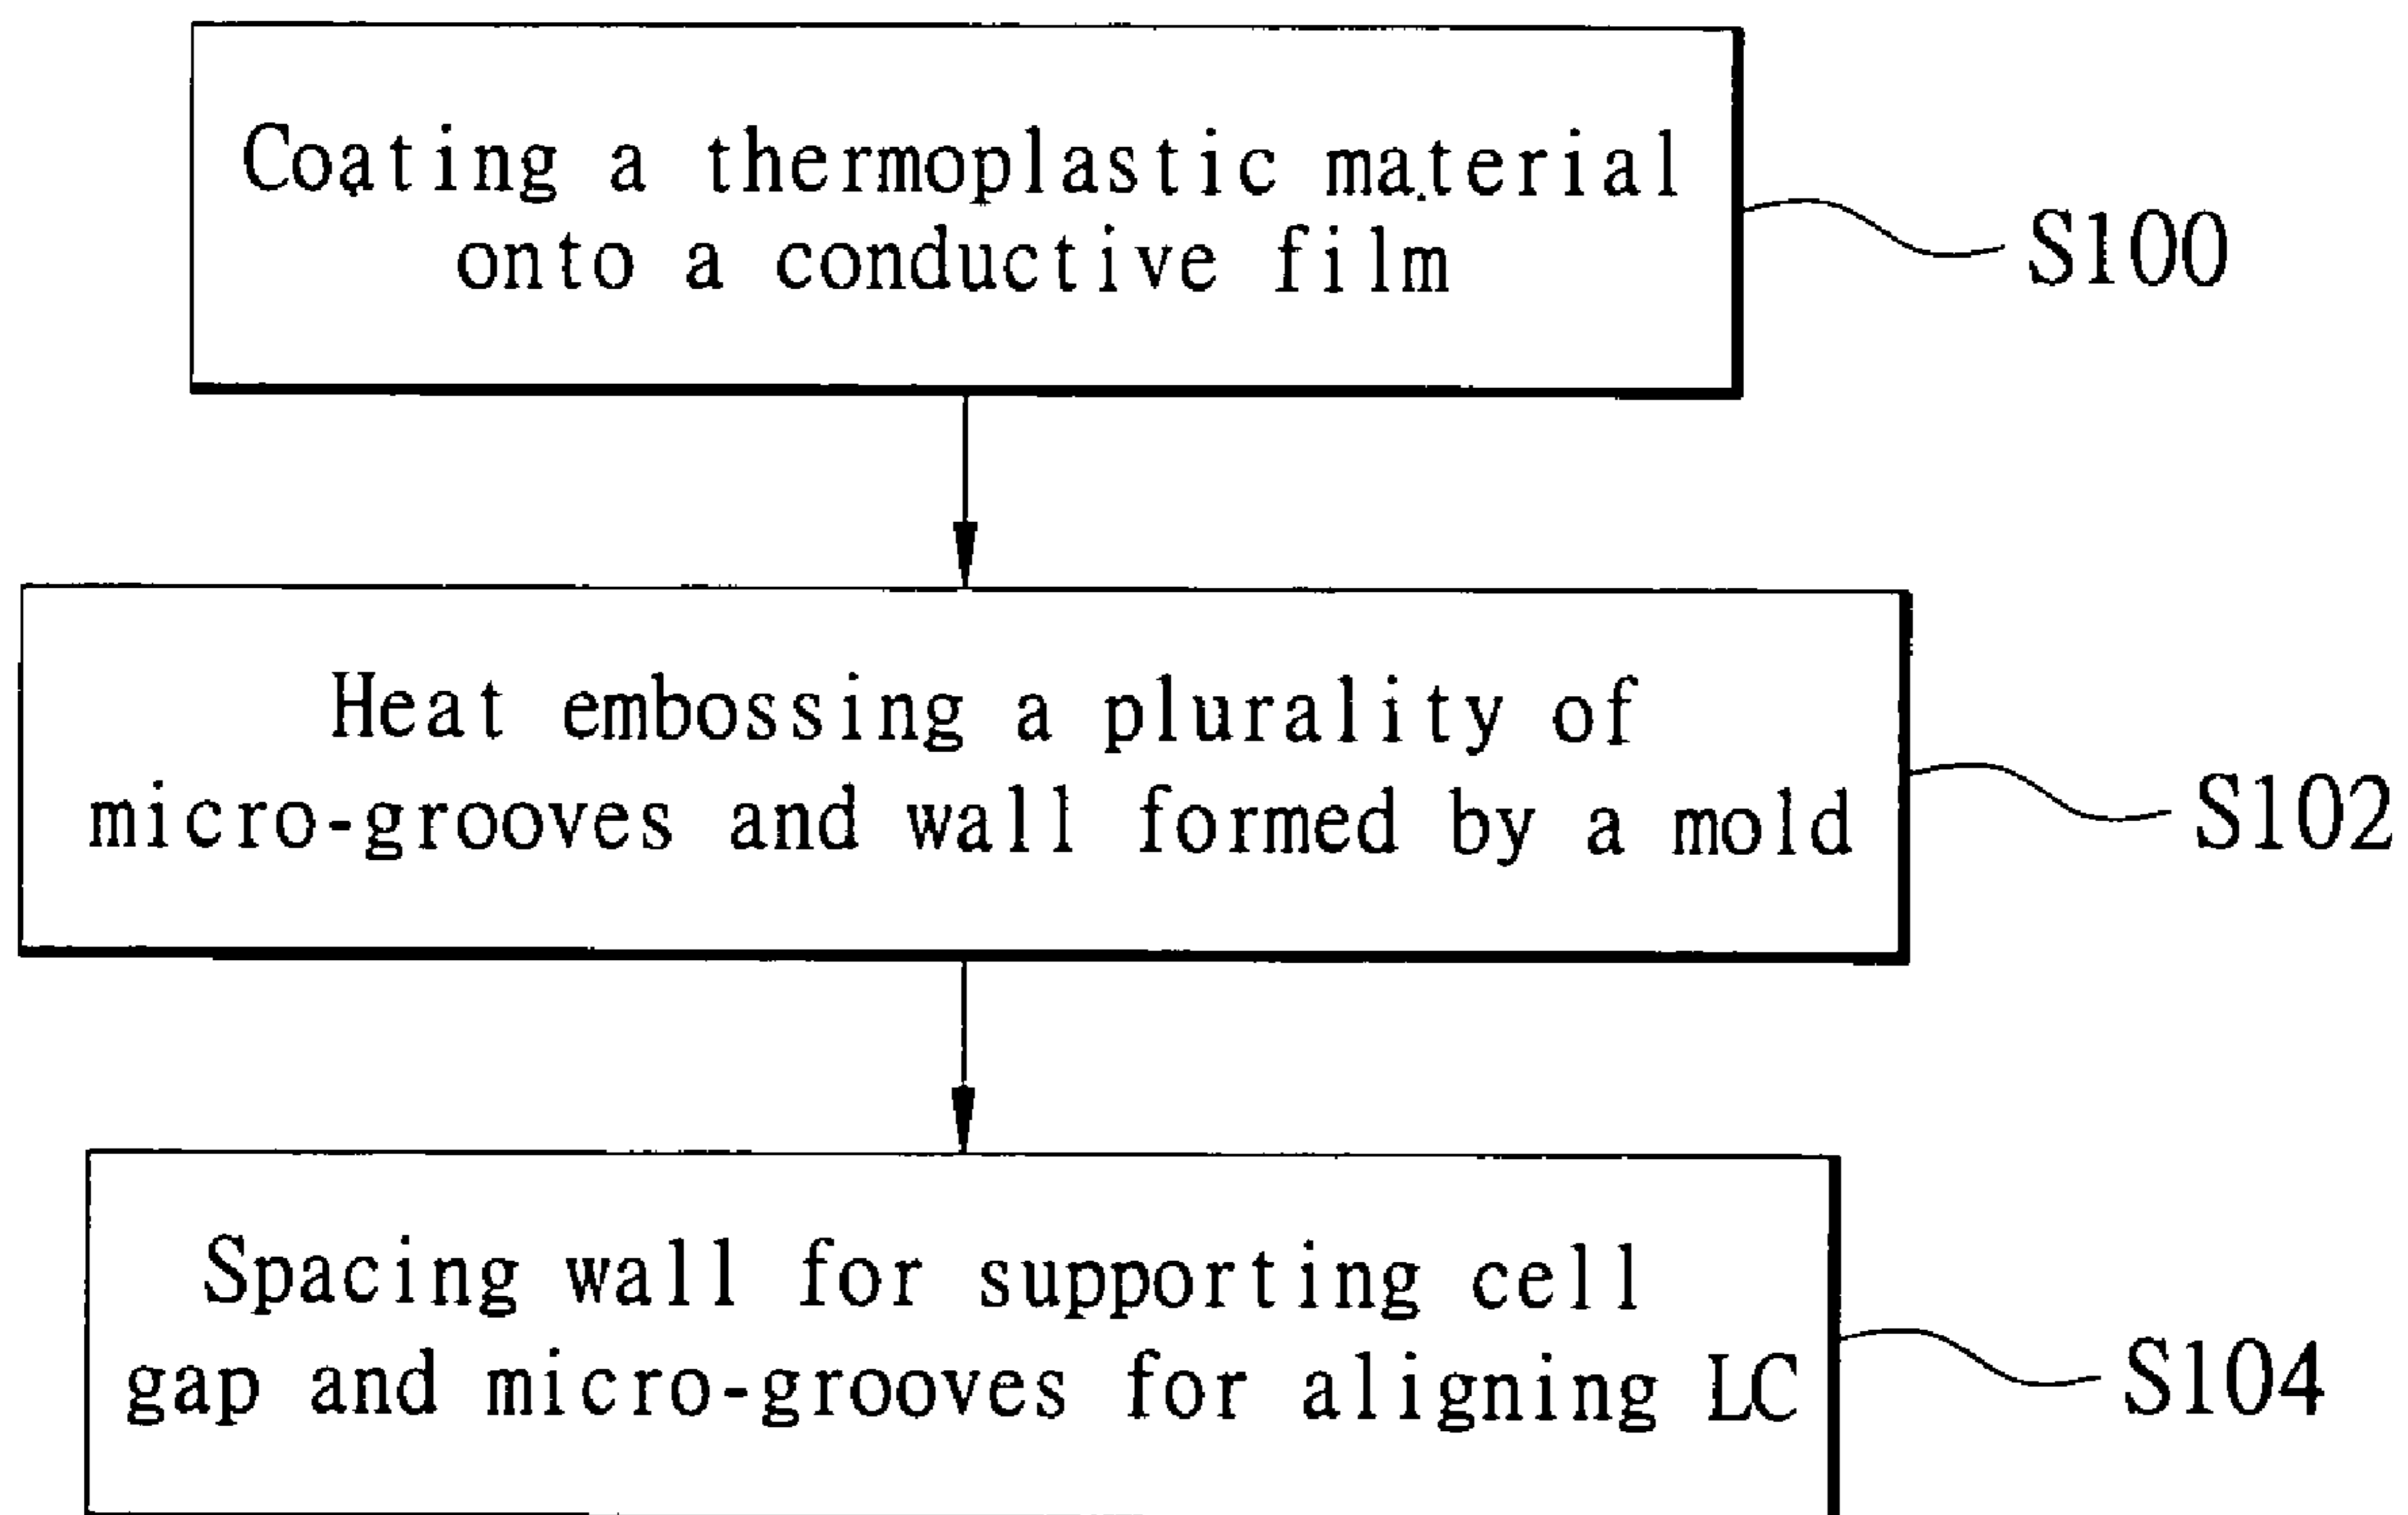 Coating a thermoplastic material
onto a conductive film
S100
Heat embossing a plurality of
micro-grooves and wall formed by a mold
S102
Spacing wall for supporting cell
gap and micro-grooves for aligning LC
S104